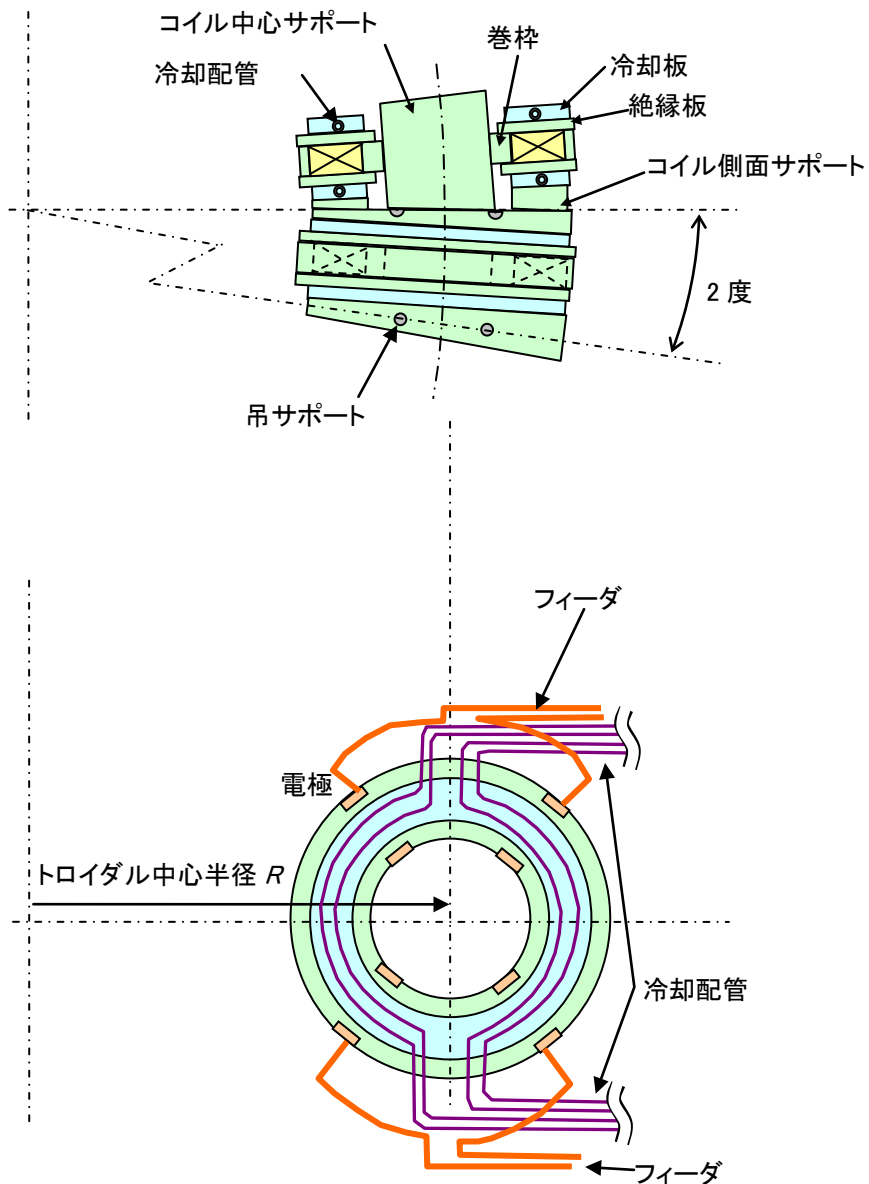 コイル中心サポート
巻枠
冷却配管
冷却板
絶縁板
コイル側面サポート
2 度
吊サポート
フィーダ
電極
トロイダル中心半径 R
冷却配管
フィーダ